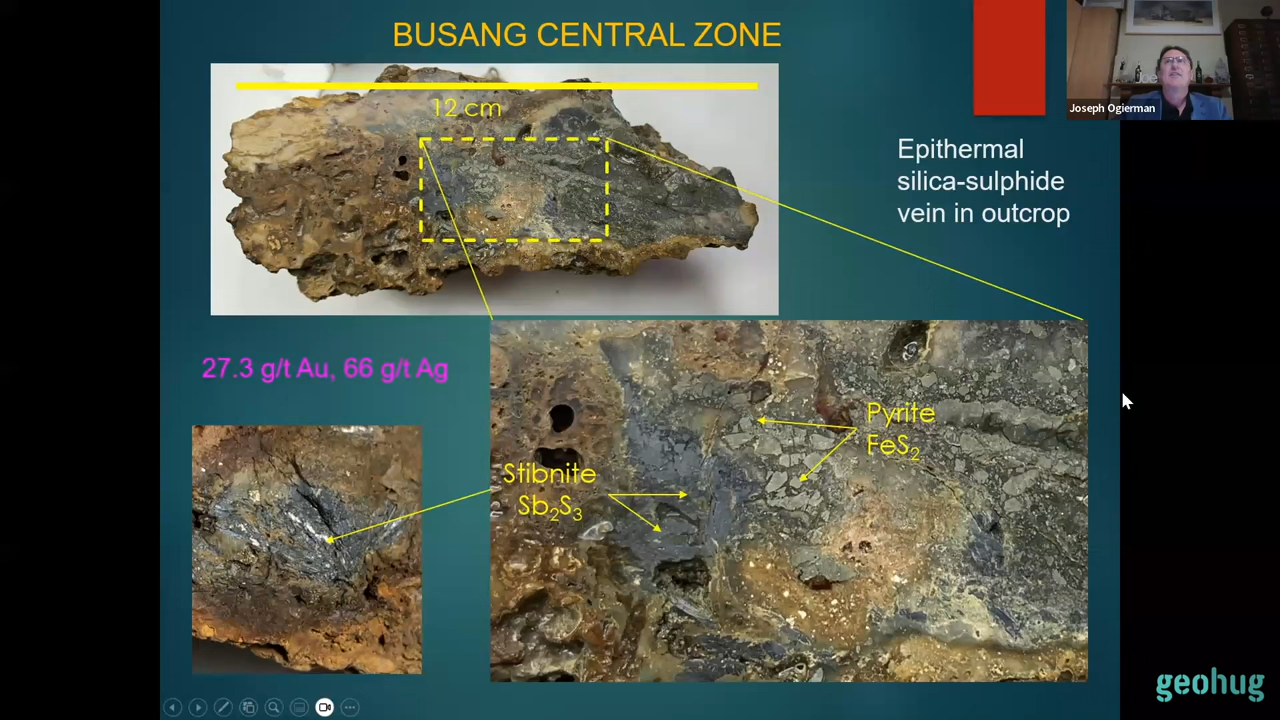 BUSANG CENTRAL ZONE
12 cm
Joseph Ogierman
Epithermal
silica-sulphide
vein in outcrop
27.3 g/t Au, 66 g/t Ag
Pyrite
FeS₂
Stibnite
Sb₂S₃
geohug